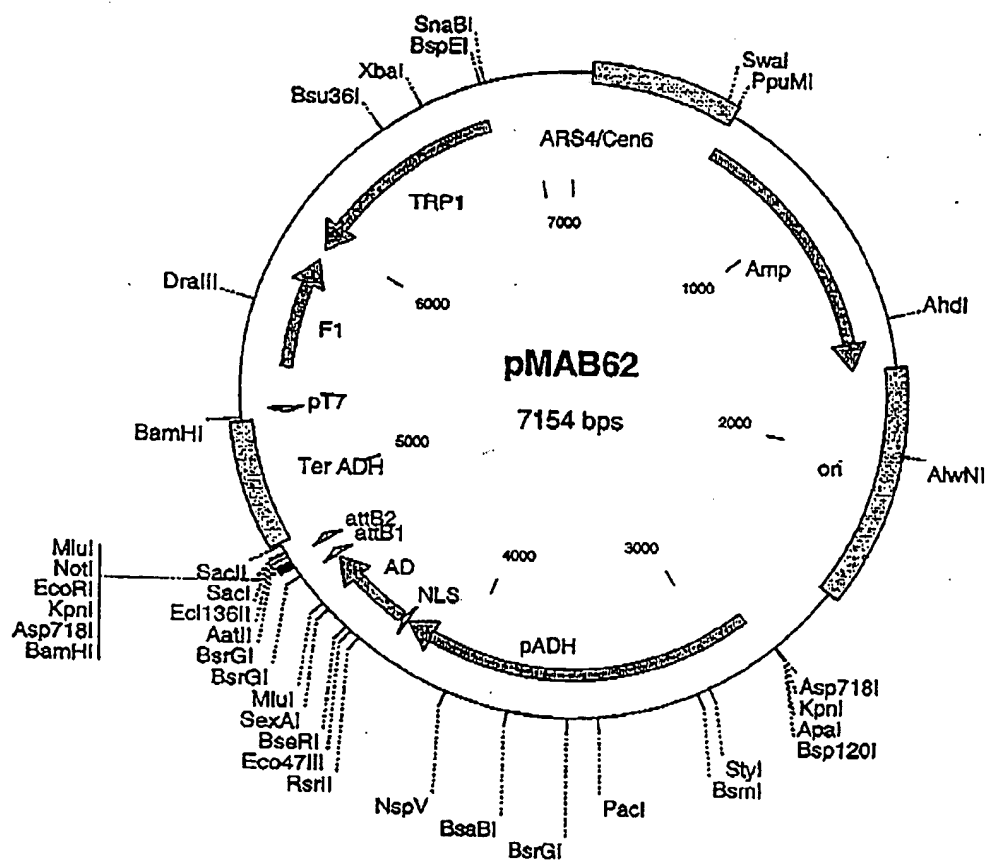 SnaBI
BspEI
XbaI
Bsu36I
SwaI
PpuMI
ARS4/Cen6
TRP1
7000
Amp
1000
6000
DraIII
AhdI
F1
pMAB62
7154 bps
pT7
BamHI
5000
2000
Ter ADH
ori
AlwNI
attB2
attB1
AD
4000
3000
NLS
pADH
MluI
NotI
EcoRI
KpnI
Asp718I
BamHI
SacII
SacI
Ecl136II
AatII
BsrGI
BsrGI
MluI
SexAI
BseRI
Eco47III
RsrII
Asp718I
KpnI
ApaI
Bsp120I
StyI
BsmI
NspV
BsaBI
BsrGI
PacI